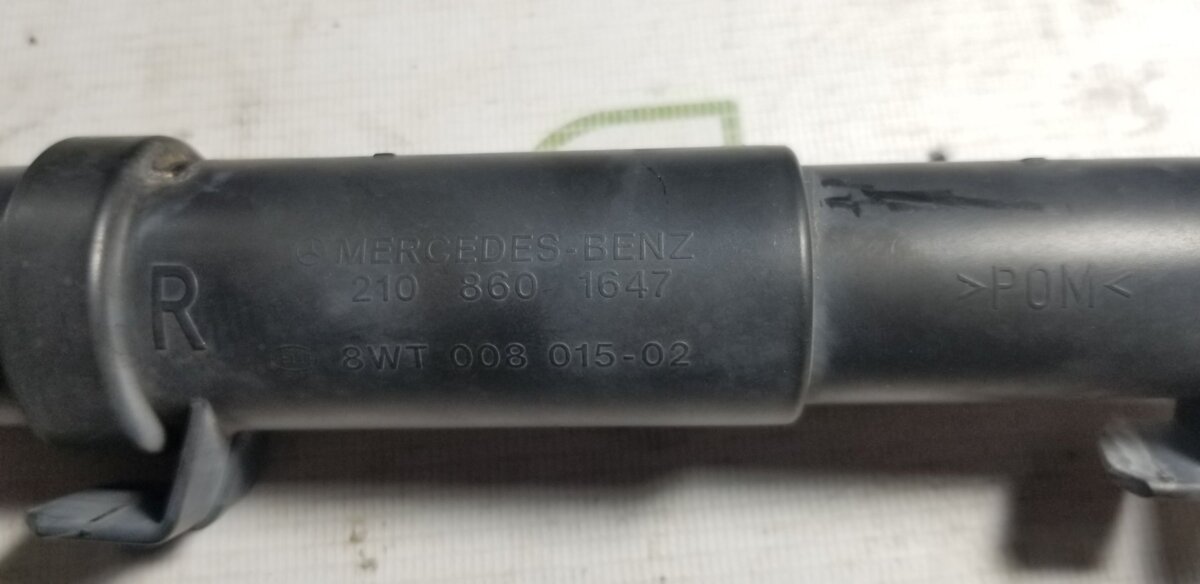 MERCEDES-BENZ
210 860 1647
R
8WT 008 015-02
>POM<